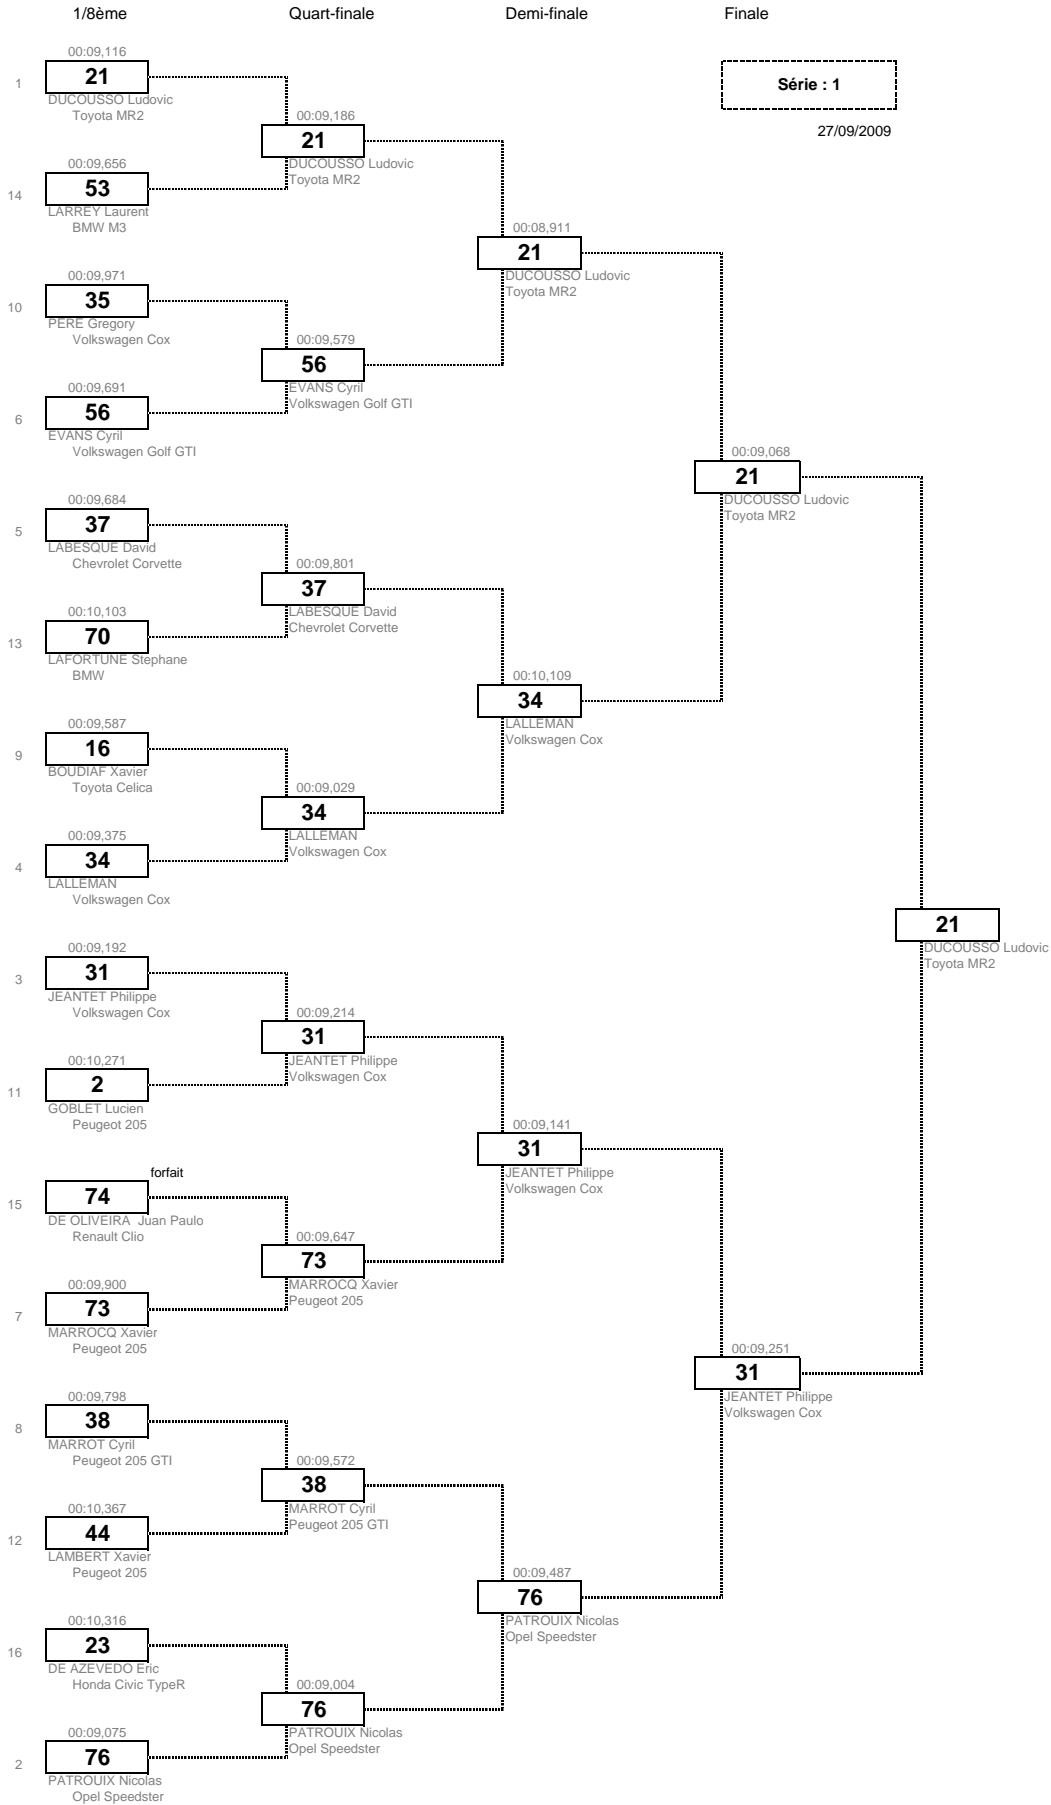 1/8ème
Quart-finale
Demi-finale
Finale
Série : 1
27/09/2009
00:09,116
1
21
DUCOUSSO Ludovic
Toyota MR2
00:09,656
14
53
LARREY Laurent
BMW M3
00:09,971
10
35
PERE Gregory
Volkswagen Cox
00:09,691
6
56
EVANS Cyril
Volkswagen Golf GTI
00:09,684
5
37
LABESQUE David
Chevrolet Corvette
00:10,103
13
70
LAFORTUNE Stephane
BMW
00:09,587
9
16
BOUDIAF Xavier
Toyota Celica
00:09,375
4
34
LALLEMAN
Volkswagen Cox
00:09,192
3
31
JEANTET Philippe
Volkswagen Cox
00:10,271
11
2
GOBLET Lucien
Peugeot 205
forfait
15
74
DE OLIVEIRA Juan Paulo
Renault Clio
00:09,900
7
73
MARROCQ Xavier
Peugeot 205
00:09,798
8
38
MARROT Cyril
Peugeot 205 GTI
00:10,367
12
44
LAMBERT Xavier
Peugeot 205
00:10,316
16
23
DE AZEVEDO Eric
Honda Civic TypeR
00:09,075
2
76
PATROUIX Nicolas
Opel Speedster
00:09,186
21
DUCOUSSO Ludovic
Toyota MR2
00:09,579
56
EVANS Cyril
Volkswagen Golf GTI
00:09,801
37
LABESQUE David
Chevrolet Corvette
00:09,029
34
LALLEMAN
Volkswagen Cox
00:09,214
31
JEANTET Philippe
Volkswagen Cox
00:09,647
73
MARROCQ Xavier
Peugeot 205
00:09,572
38
MARROT Cyril
Peugeot 205 GTI
00:09,004
76
PATROUIX Nicolas
Opel Speedster
00:08,911
21
DUCOUSSO Ludovic
Toyota MR2
00:10,109
34
LALLEMAN
Volkswagen Cox
00:09,141
31
JEANTET Philippe
Volkswagen Cox
00:09,487
76
PATROUIX Nicolas
Opel Speedster
00:09,068
21
DUCOUSSO Ludovic
Toyota MR2
00:09,251
31
JEANTET Philippe
Volkswagen Cox
21
DUCOUSSO Ludovic
Toyota MR2